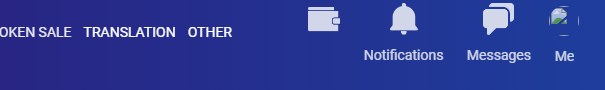 OKEN SALE TRANSLATION OTHER
Notifications Messages Me